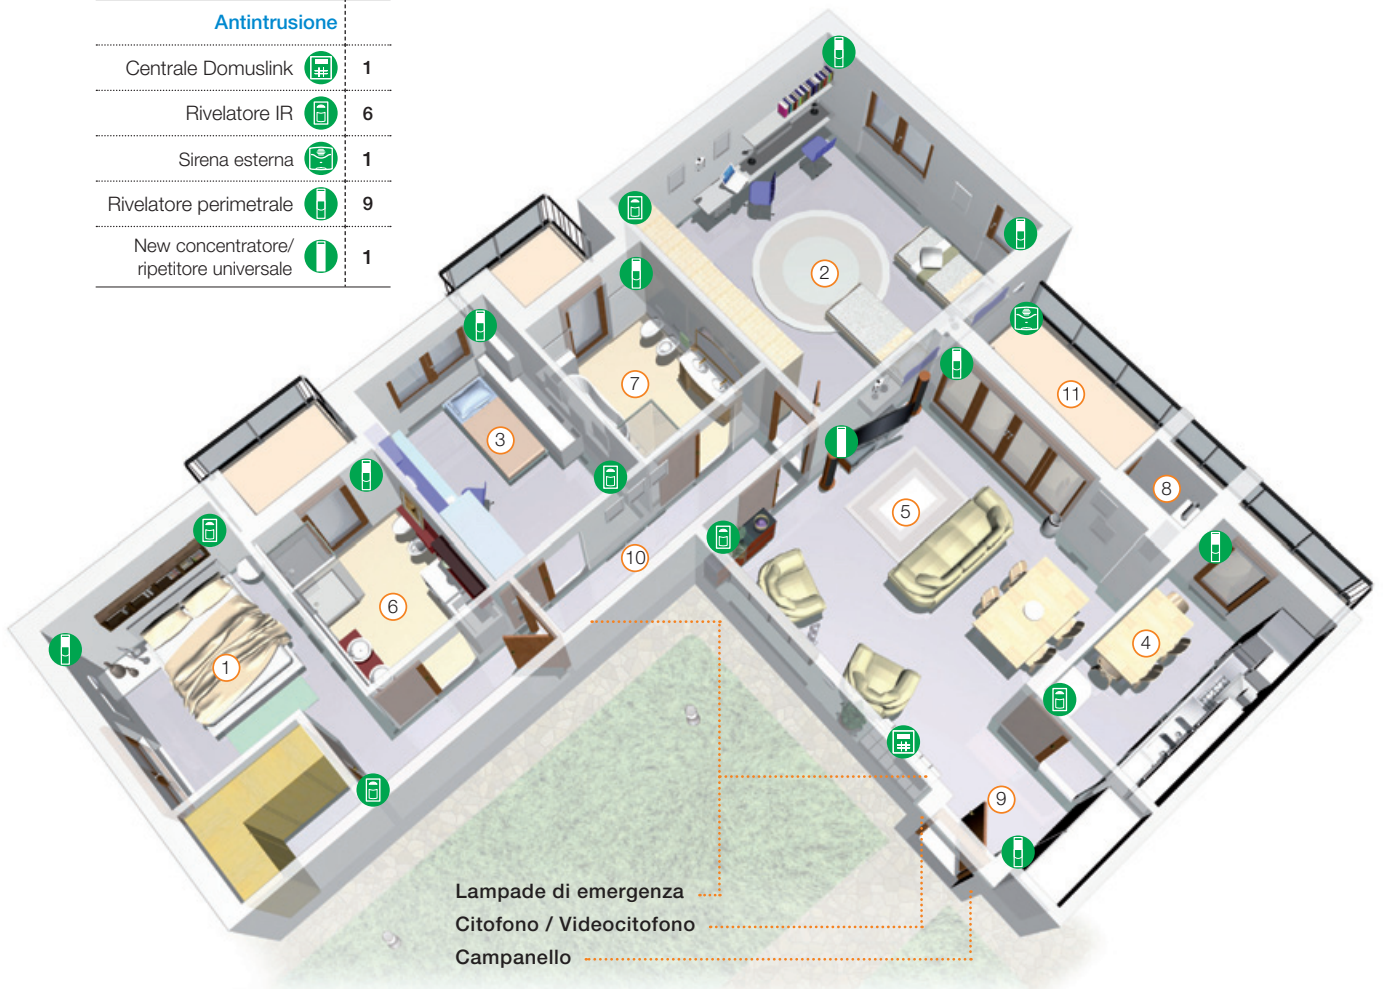 Antintrusione
Centrale Domuslink 1
Rivelatore IR 6
Sirena esterna 1
Rivelatore perimetrale 9
New concentratore/
ripetitore universale 1
2
7
11
3
8
5
10
6
4
1
9
Lampade di emergenza
Citofono / Videocitofono
Campanello